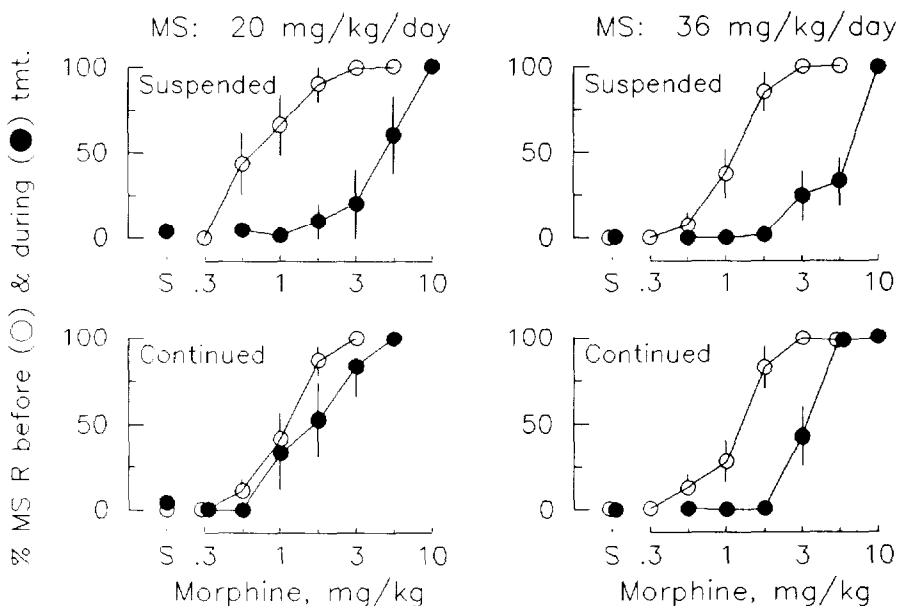 MS: 20 mg/kg/day
MS: 36 mg/kg/day
% MS R before (○) & during (●) tmt.
100
Suspended
50
0
S .3 1 3 10
100
Suspended
50
0
S .3 1 3 10
100
Continued
50
0
S .3 1 3 10
Morphine, mg/kg
100
Continued
50
0
S .3 1 3 10
Morphine, mg/kg